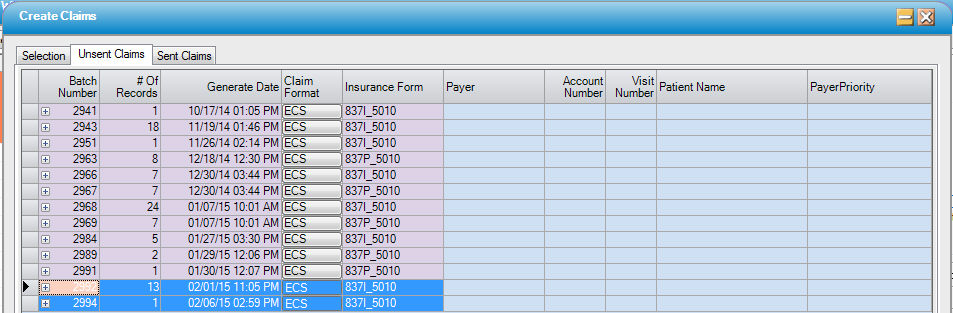 Create Claims
Selection Unsent Claims Sent Claims
Batch Number # Of Records Generate Date Claim Format Insurance Form Payer Account Number Visit Number Patient Name PayerPriority
2941 1 10/17/14 01:05 PM ECS 837I_5010
2943 18 11/19/14 01:46 PM ECS 837I_5010
2951 1 11/26/14 02:14 PM ECS 837I_5010
2963 8 12/18/14 12:30 PM ECS 837P_5010
2966 7 12/30/14 03:44 PM ECS 837I_5010
2967 7 12/30/14 03:44 PM ECS 837P_5010
2968 24 01/07/15 10:01 AM ECS 837I_5010
2969 7 01/07/15 10:01 AM ECS 837P_5010
2984 5 01/27/15 03:30 PM ECS 837I_5010
2989 2 01/29/15 12:06 PM ECS 837P_5010
2991 1 01/30/15 12:07 PM ECS 837P_5010
2992 13 02/01/15 11:05 PM ECS 837I_5010
2994 1 02/06/15 02:59 PM ECS 837I_5010